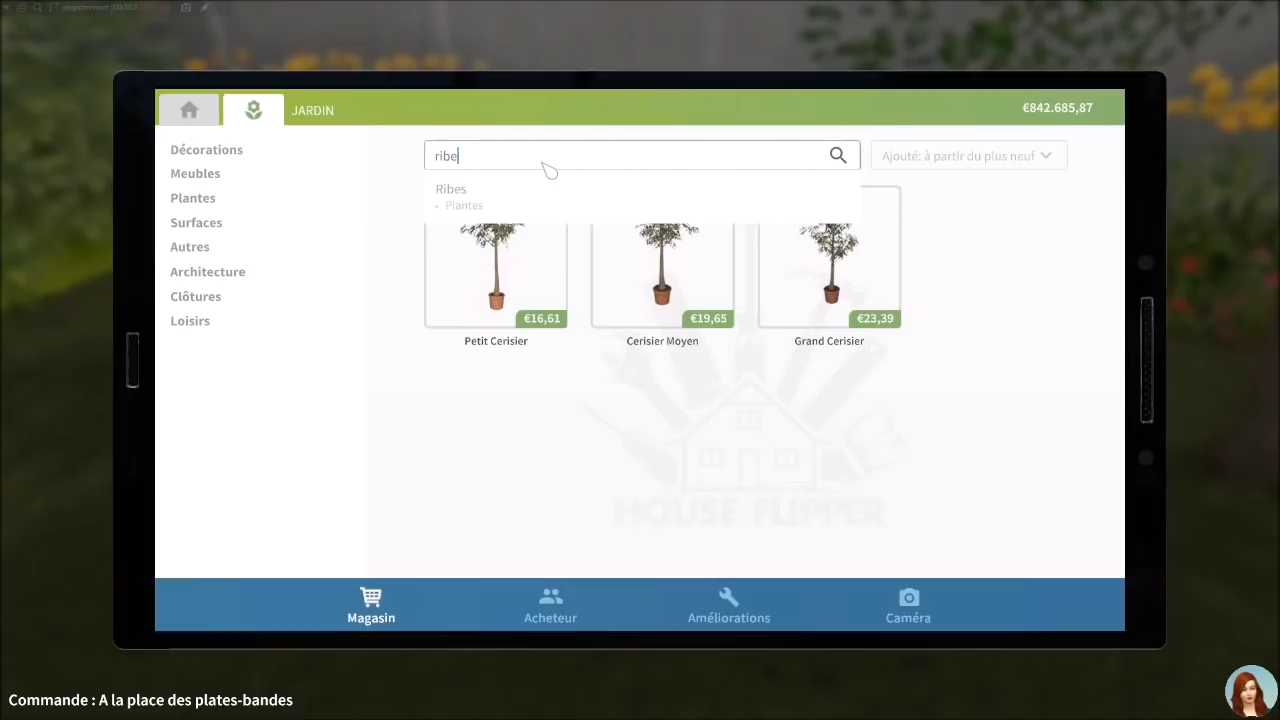 JARDIN
€842.685,87
Décorations
Meubles
Plantes
Surfaces
Autres
Architecture
Clôtures
Loisirs
ribe
Ajouté: à partir du plus neuf
Ribes
Plantes
€16,61
€19,65
€23,39
Petit Cerisier
Cerisier Moyen
Grand Cerisier
HOUSE FLIPPER
Magasin
Acheteur
Améliorations
Caméra
Commande : A la place des plates-bandes